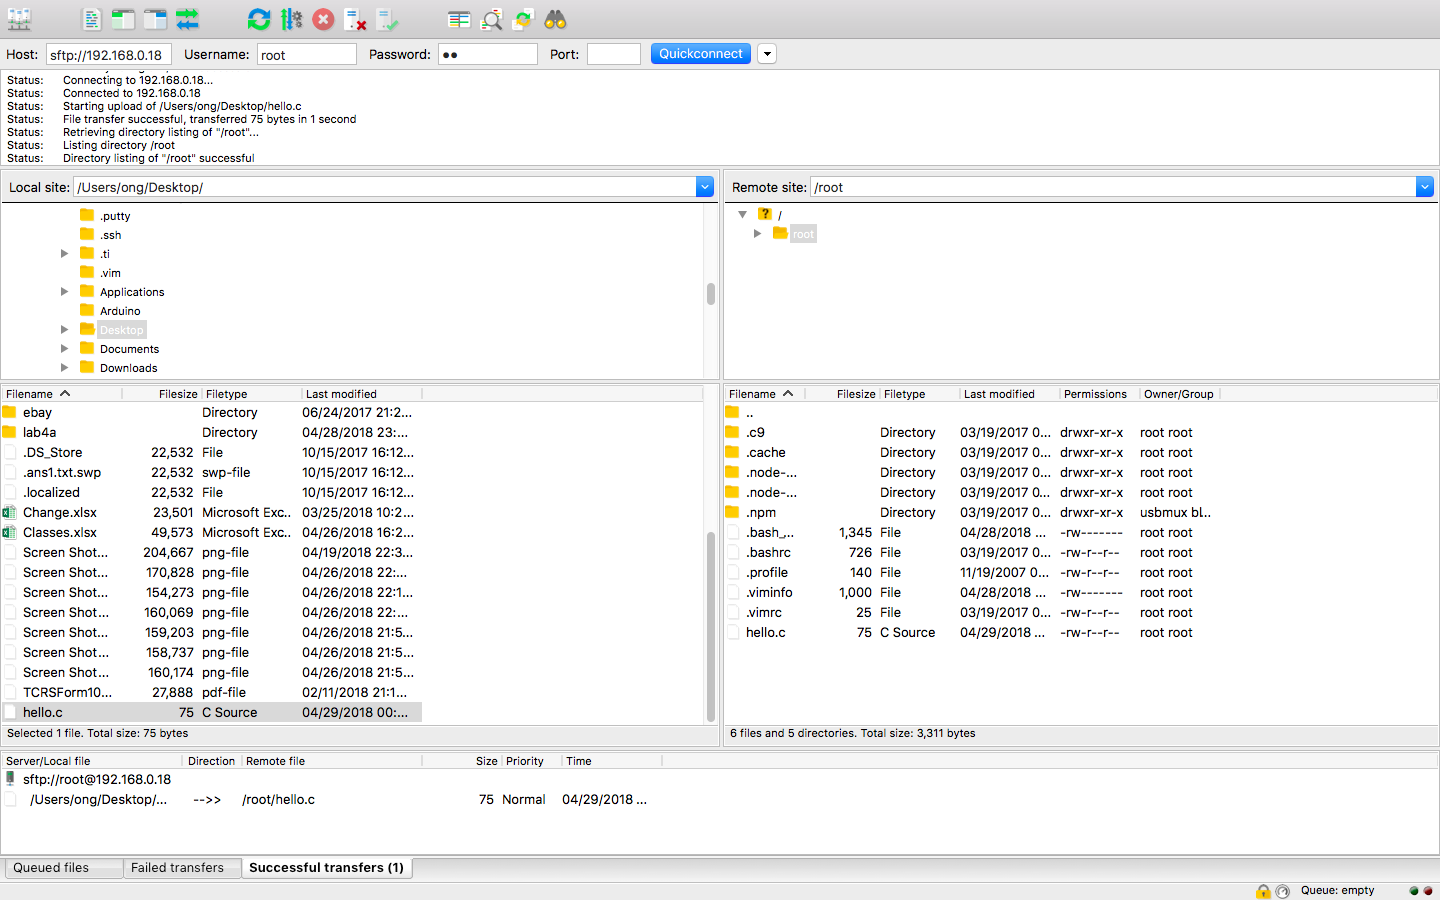 Host: sftp://192.168.0.18 Username: root Password: ●● Port: Quickconnect
Status: Connecting to 192.168.0.18...
Status: Connected to 192.168.0.18
Status: Starting upload of /Users/ong/Desktop/hello.c
Status: File transfer successful, transferred 75 bytes in 1 second
Status: Retrieving directory listing of "/root"...
Status: Listing directory /root
Status: Directory listing of "/root" successful
Local site: /Users/ong/Desktop/
.putty
.ssh
.ti
.vim
Applications
Arduino
Desktop
Documents
Downloads
Filename Filesize Filetype Last modified
ebay Directory 06/24/2017 21:2...
lab4a Directory 04/28/2018 23:...
.DS_Store 22,532 File 10/15/2017 16:12...
.ans1.txt.swp 22,532 swp-file 10/15/2017 16:12...
.localized 22,532 File 10/15/2017 16:12...
Change.xlsx 23,501 Microsoft Exc.. 03/25/2018 10:2...
Classes.xlsx 49,573 Microsoft Exc.. 04/26/2018 16:2...
Screen Shot... 204,667 png-file 04/19/2018 22:3...
Screen Shot... 170,828 png-file 04/26/2018 22:...
Screen Shot... 154,273 png-file 04/26/2018 22:1...
Screen Shot... 160,069 png-file 04/26/2018 22:...
Screen Shot... 159,203 png-file 04/26/2018 21:5...
Screen Shot... 158,737 png-file 04/26/2018 21:5...
Screen Shot... 160,174 png-file 04/26/2018 21:5...
TCRSForm10... 27,888 pdf-file 02/11/2018 21:1...
hello.c 75 C Source 04/29/2018 00:...
Selected 1 file. Total size: 75 bytes
Remote site: /root
? /
root
Filename Filesize Filetype Last modified Permissions Owner/Group
..
.c9 Directory 03/19/2017 0... drwxr-xr-x root root
.cache Directory 03/19/2017 0... drwxr-xr-x root root
.node-... Directory 03/19/2017 0... drwxr-xr-x root root
.node-... Directory 03/19/2017 0... drwxr-xr-x root root
.npm Directory 03/19/2017 0... drwxr-xr-x usbmux bl...
.bash_... 1,345 File 04/28/2018 ... -rw------- root root
.bashrc 726 File 03/19/2017 0... -rw-r--r-- root root
.profile 140 File 11/19/2007 0... -rw-r--r-- root root
.viminfo 1,000 File 04/28/2018 ... -rw------- root root
.vimrc 25 File 03/19/2017 0... -rw-r--r-- root root
hello.c 75 C Source 04/29/2018 ... -rw-r--r-- root root
6 files and 5 directories. Total size: 3,311 bytes
Server/Local file Direction Remote file Size Priority Time
sftp://root@192.168.0.18
/Users/ong/Desktop/... -->> /root/hello.c 75 Normal 04/29/2018 ...
Queued files Failed transfers Successful transfers (1)
Queue: empty